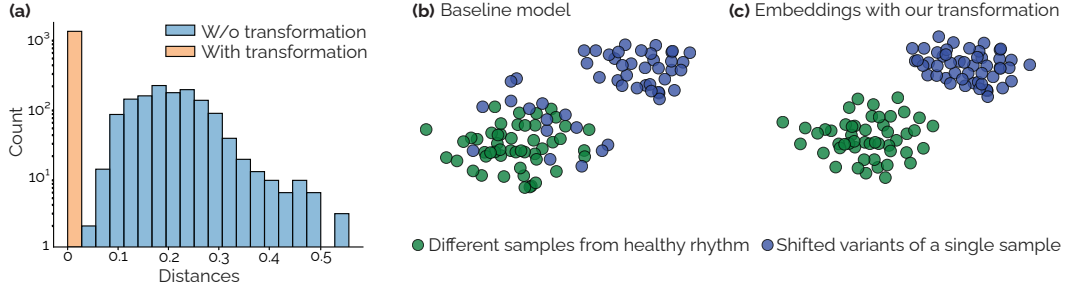 (a)
W/o transformation
With transformation
Count
10³
10²
10¹
1
0 0.1 0.2 0.3 0.4 0.5
Distances
(b) Baseline model
(c) Embeddings with our transformation
Different samples from healthy rhythm
Shifted variants of a single sample